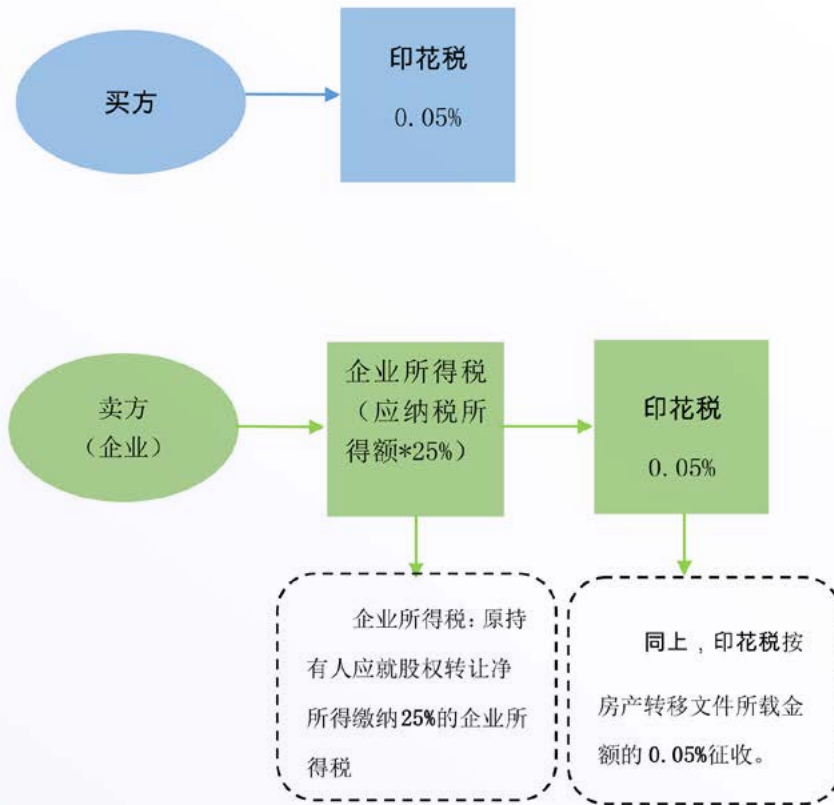 买方
印花税
0.05%
卖方
（企业）
企业所得税
（应纳税所
得额*25%）
印花税
0.05%
企业所得税：原持
有人应就股权转让净
所得缴纳25%的企业所
得税
同上，印花税按
房产转移文件所载金
额的0.05%征收。